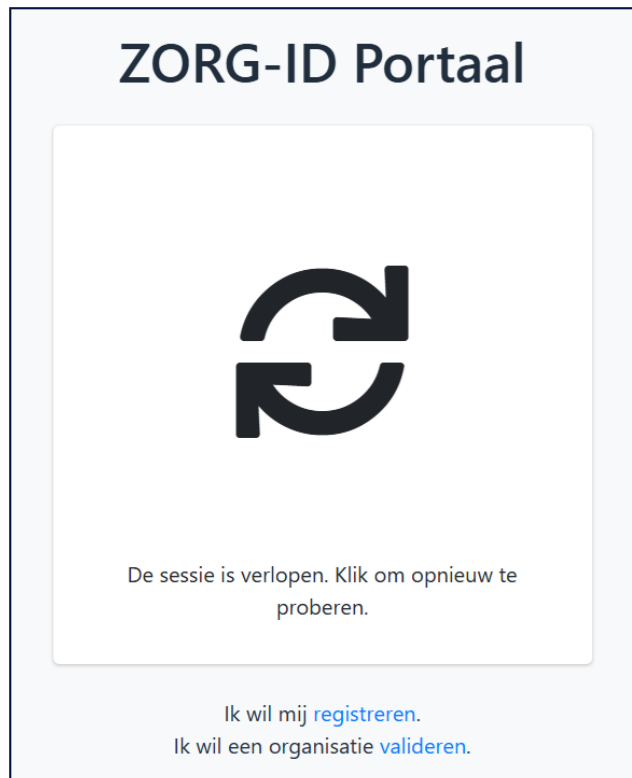 ZORG-ID Portaal
De sessie is verlopen. Klik om opnieuw te
proberen.
Ik wil mij registreren.
Ik wil een organisatie valideren.